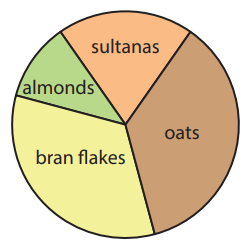 sultanas
almonds
oats
bran flakes